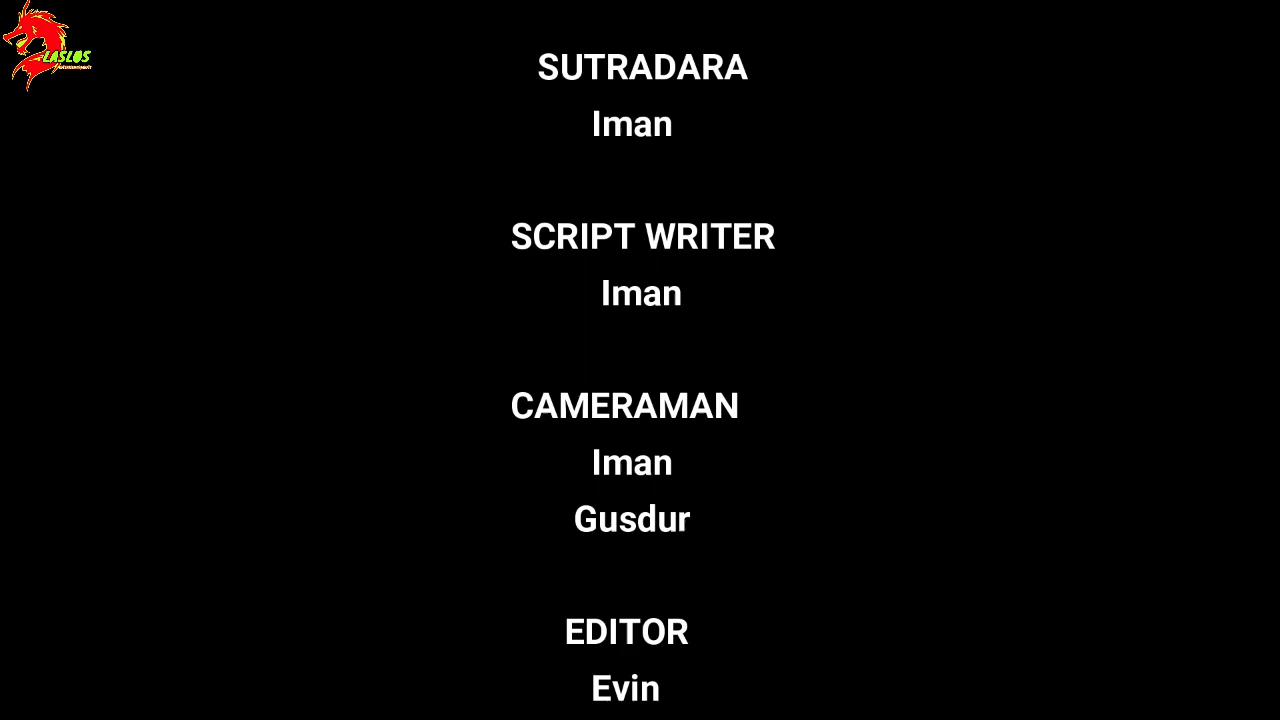 LASLOS
SUTRADARA
Iman
SCRIPT WRITER
Iman
CAMERAMAN
Iman
Gusdur
EDITOR
Evin